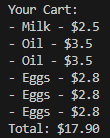 Your Cart:
- Milk - $2.5
- Oil - $3.5
- Oil - $3.5
- Eggs - $2.8
- Eggs - $2.8
- Eggs - $2.8
Total: $17.90